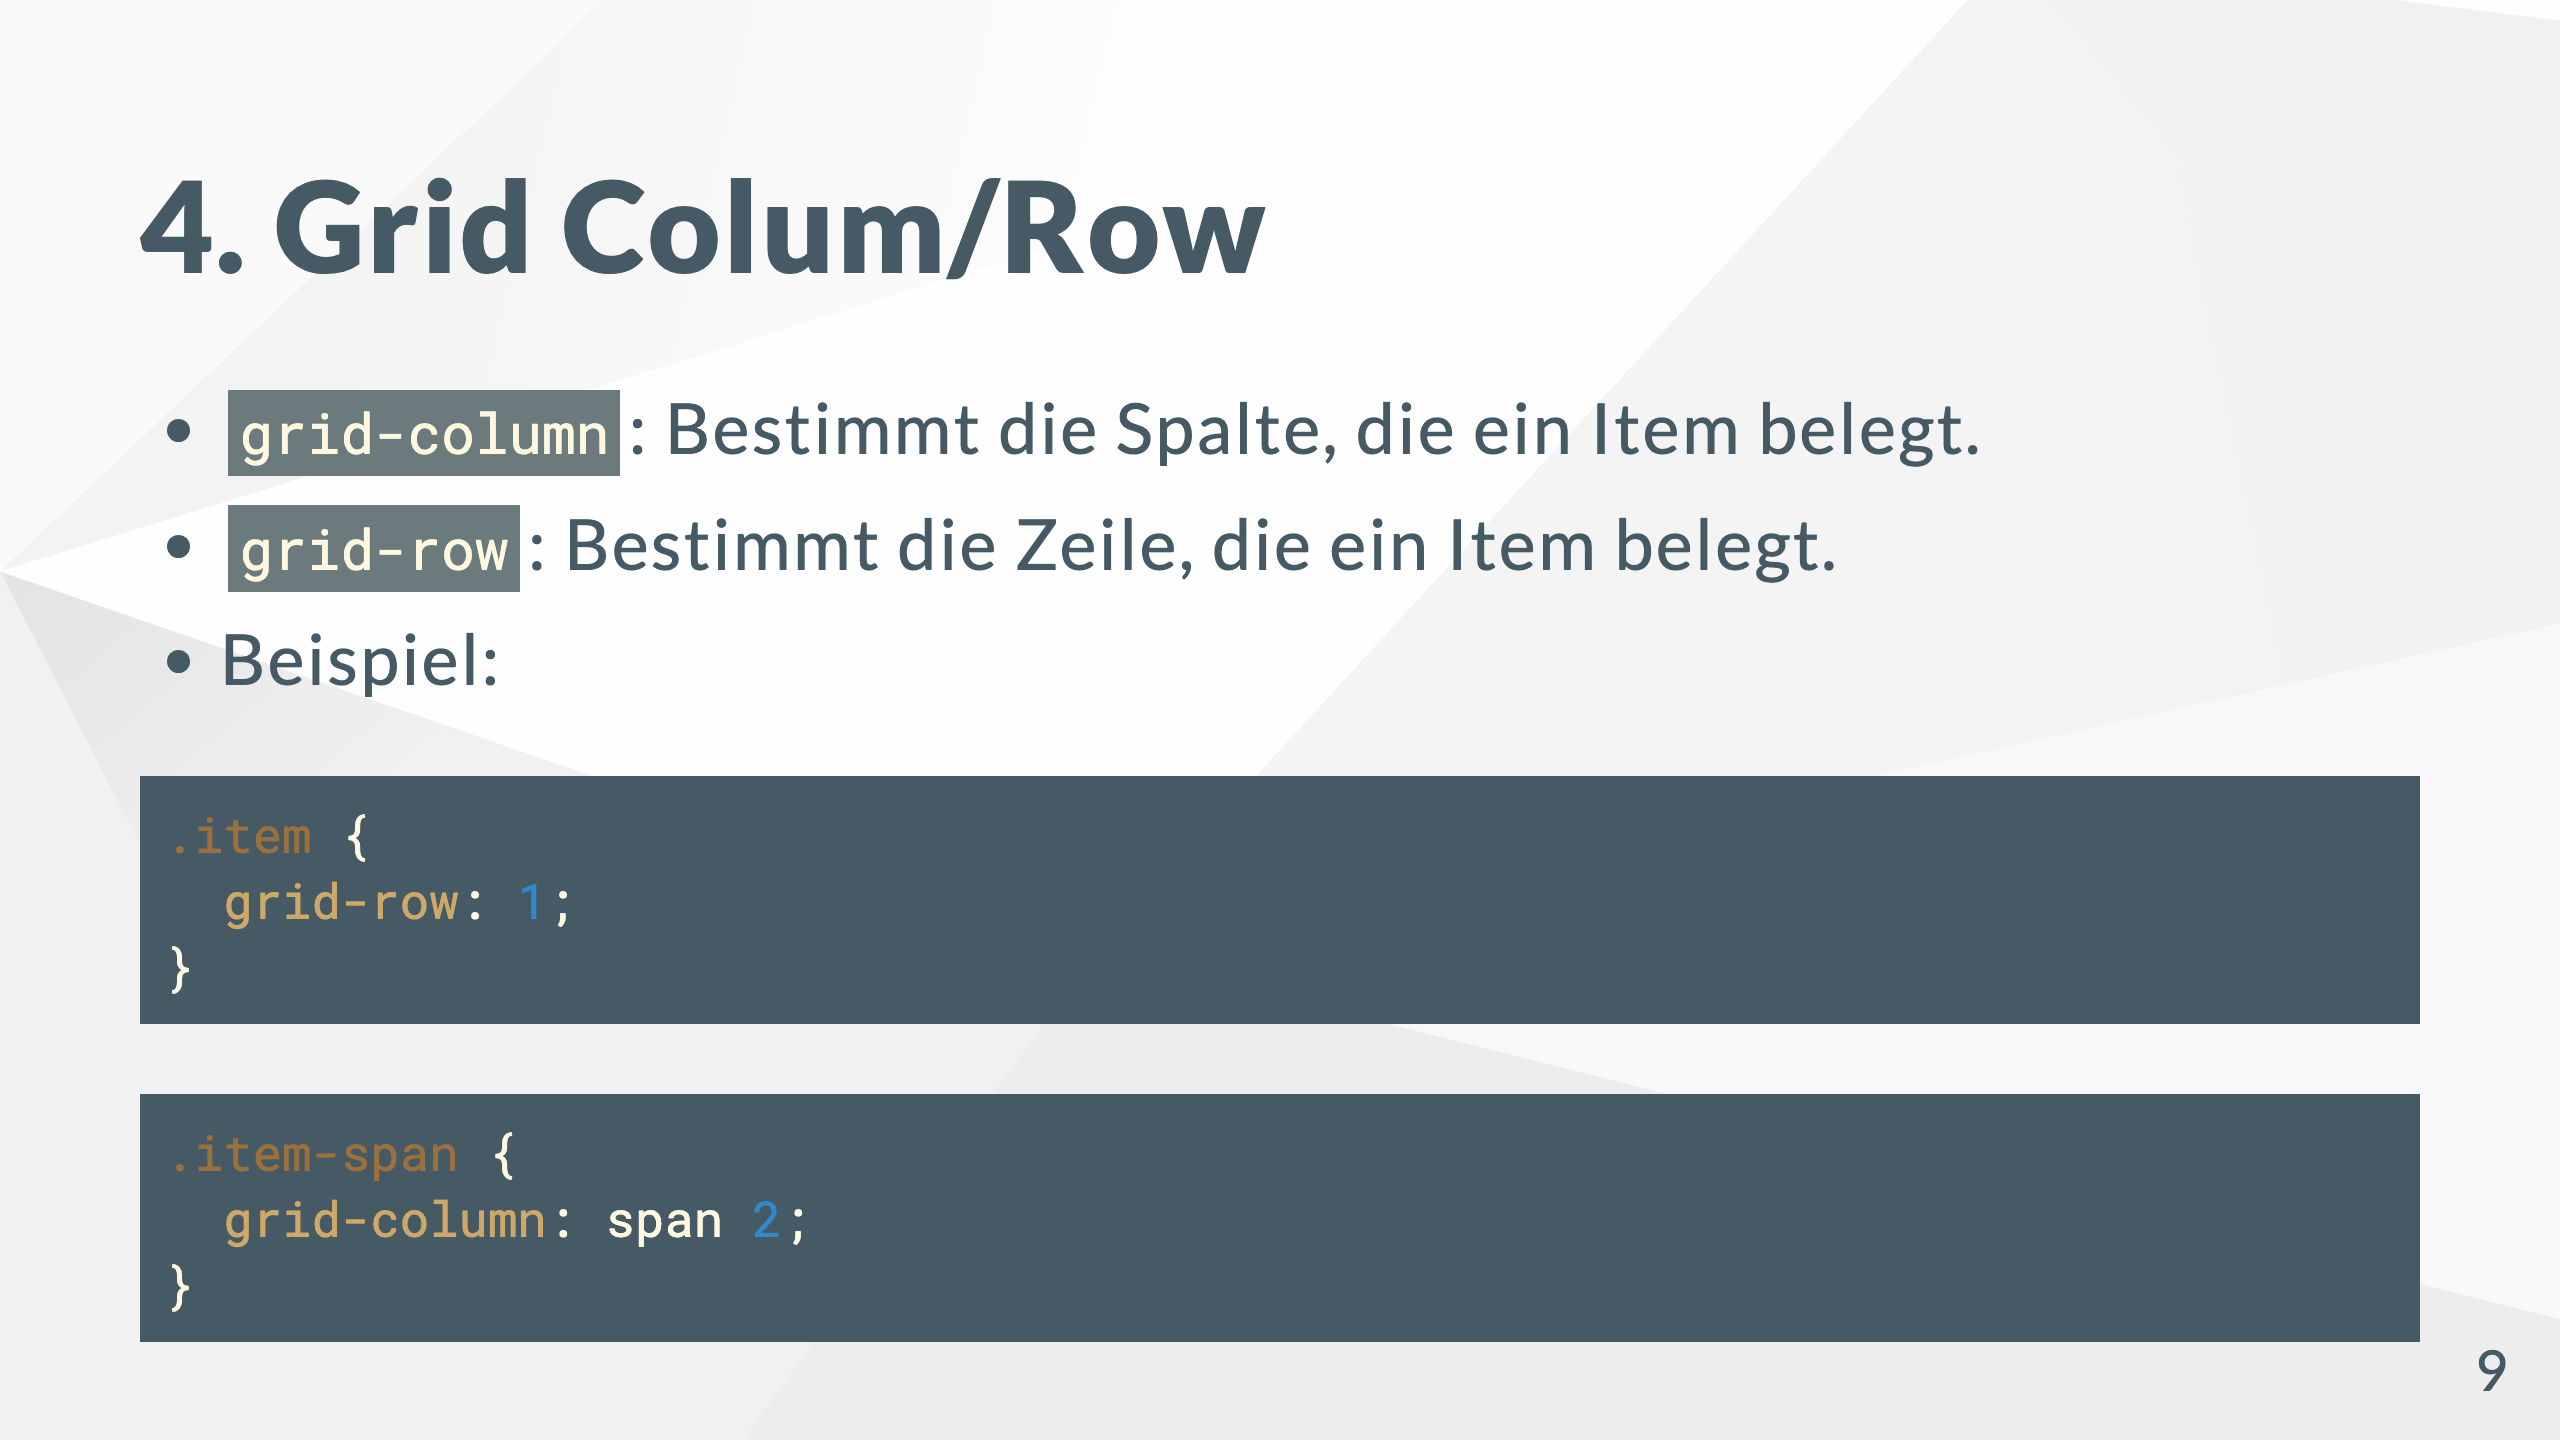 4. Grid Colum/Row
• grid-column: Bestimmt die Spalte, die ein Item belegt.
• grid-row: Bestimmt die Zeile, die ein Item belegt.
• Beispiel:
.item {
  grid-row: 1;
}
.item-span {
  grid-column: span 2;
}
9